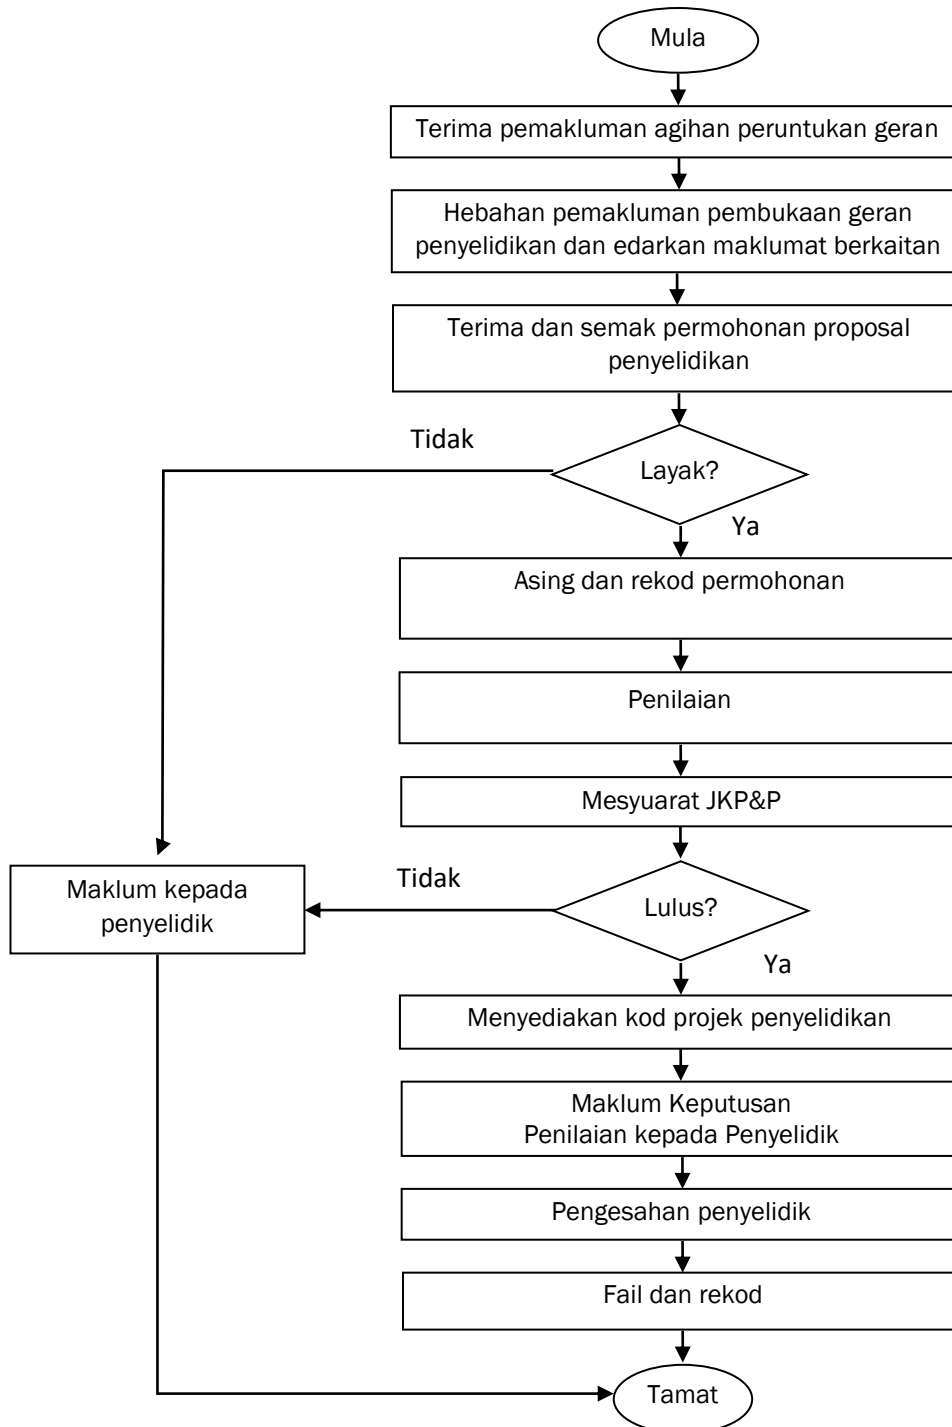 Mula
Terima pemakluman agihan peruntukan geran
Hebahan pemakluman pembukaan geran
penyelidikan dan edarkan maklumat berkaitan
Terima dan semak permohonan proposal
penyelidikan
Tidak
Layak?
Ya
Asing dan rekod permohonan
Penilaian
Mesyuarat JKP&P
Maklum kepada
penyelidik
Tidak
Lulus?
Ya
Menyediakan kod projek penyelidikan
Maklum Keputusan
Penilaian kepada Penyelidik
Pengesahan penyelidik
Fail dan rekod
Tamat